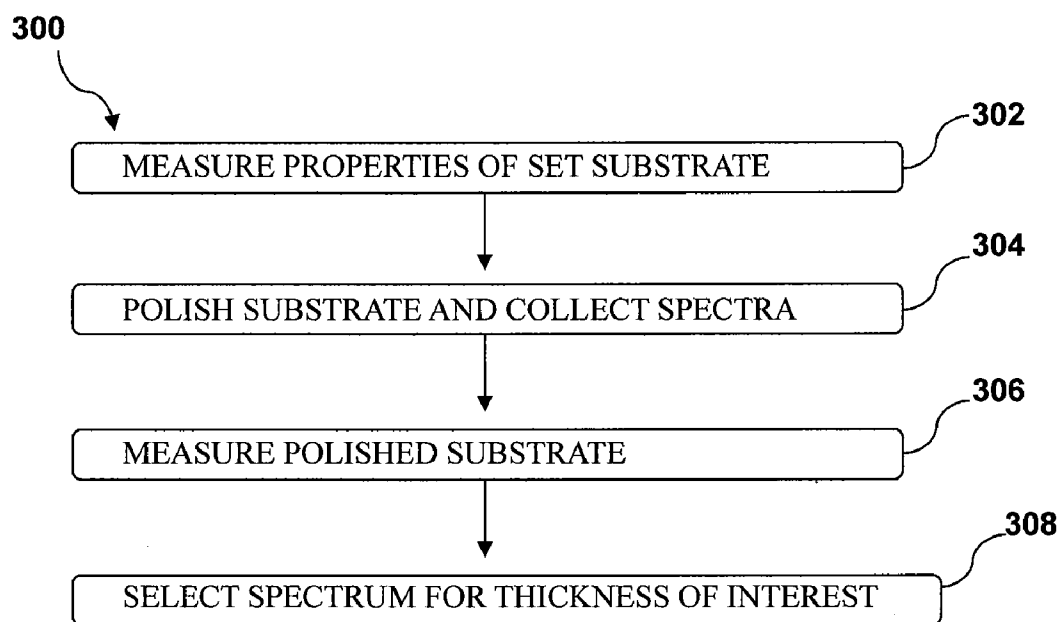 300
302
MEASURE PROPERTIES OF SET SUBSTRATE
304
POLISH SUBSTRATE AND COLLECT SPECTRA
306
MEASURE POLISHED SUBSTRATE
308
SELECT SPECTRUM FOR THICKNESS OF INTEREST